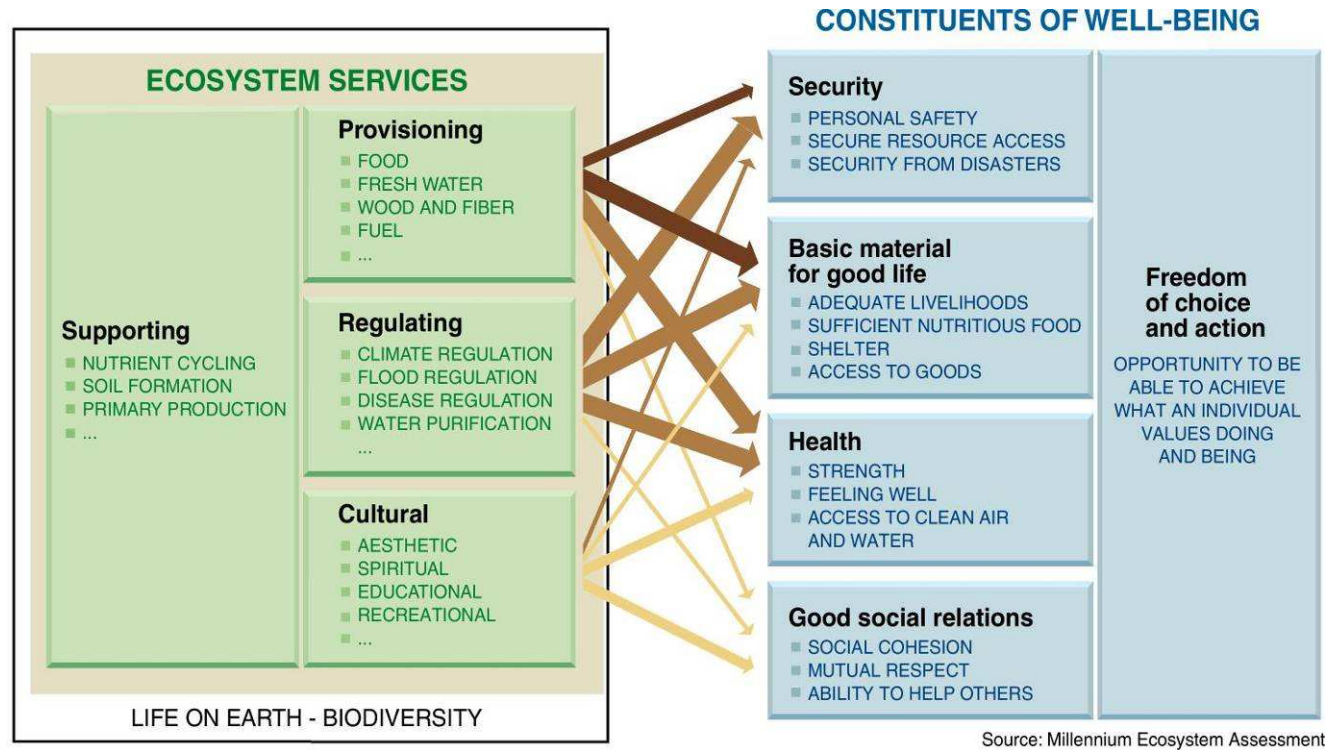 CONSTITUENTS OF WELL-BEING
ECOSYSTEM SERVICES
Supporting
NUTRIENT CYCLING
SOIL FORMATION
PRIMARY PRODUCTION
...
Provisioning
FOOD
FRESH WATER
WOOD AND FIBER
FUEL
...
Regulating
CLIMATE REGULATION
FLOOD REGULATION
DISEASE REGULATION
WATER PURIFICATION
...
Cultural
AESTHETIC
SPIRITUAL
EDUCATIONAL
RECREATIONAL
...
LIFE ON EARTH - BIODIVERSITY
Security
PERSONAL SAFETY
SECURE RESOURCE ACCESS
SECURITY FROM DISASTERS
Basic material
for good life
ADEQUATE LIVELIHOODS
SUFFICIENT NUTRITIOUS FOOD
SHELTER
ACCESS TO GOODS
Health
STRENGTH
FEELING WELL
ACCESS TO CLEAN AIR
AND WATER
Good social relations
SOCIAL COHESION
MUTUAL RESPECT
ABILITY TO HELP OTHERS
Freedom
of choice
and action
OPPORTUNITY TO BE
ABLE TO ACHIEVE
WHAT AN INDIVIDUAL
VALUES DOING
AND BEING
Source: Millennium Ecosystem Assessment